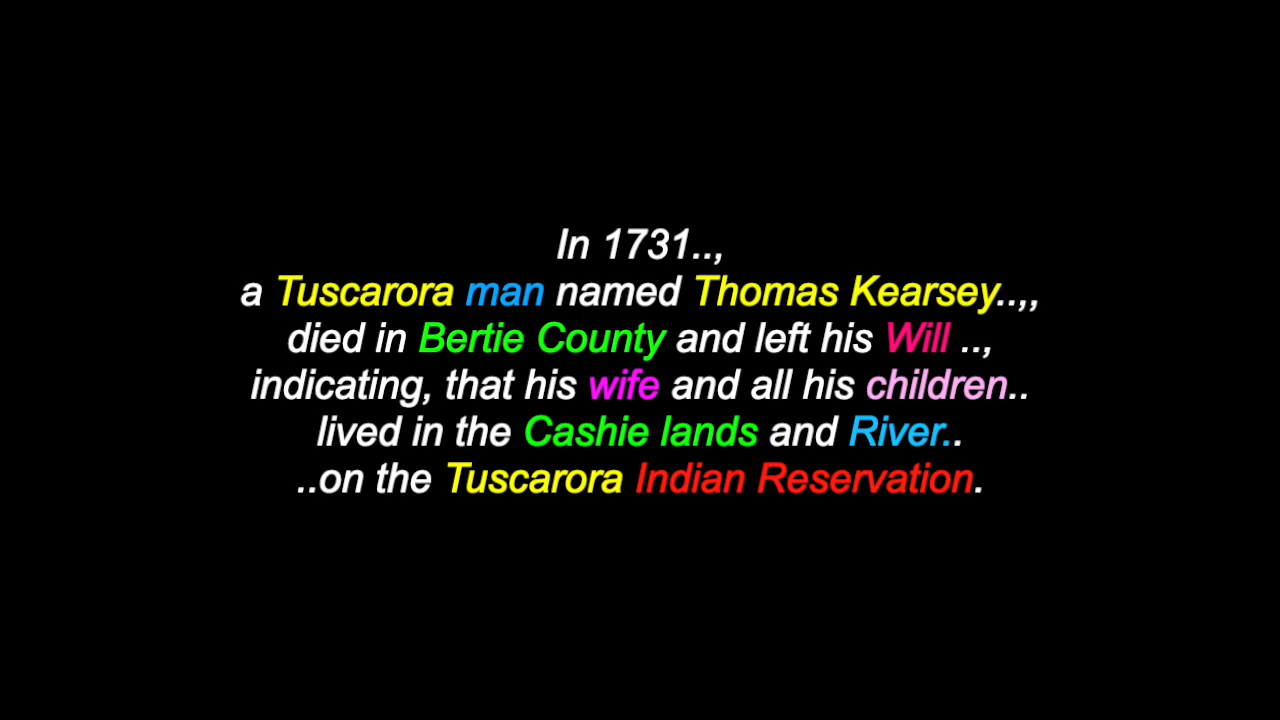 In 1731..,
a Tuscarora man named Thomas Kearsey..,,
died in Bertie County and left his Will ..,
indicating, that his wife and all his children..
lived in the Cashie lands and River..
..on the Tuscarora Indian Reservation.